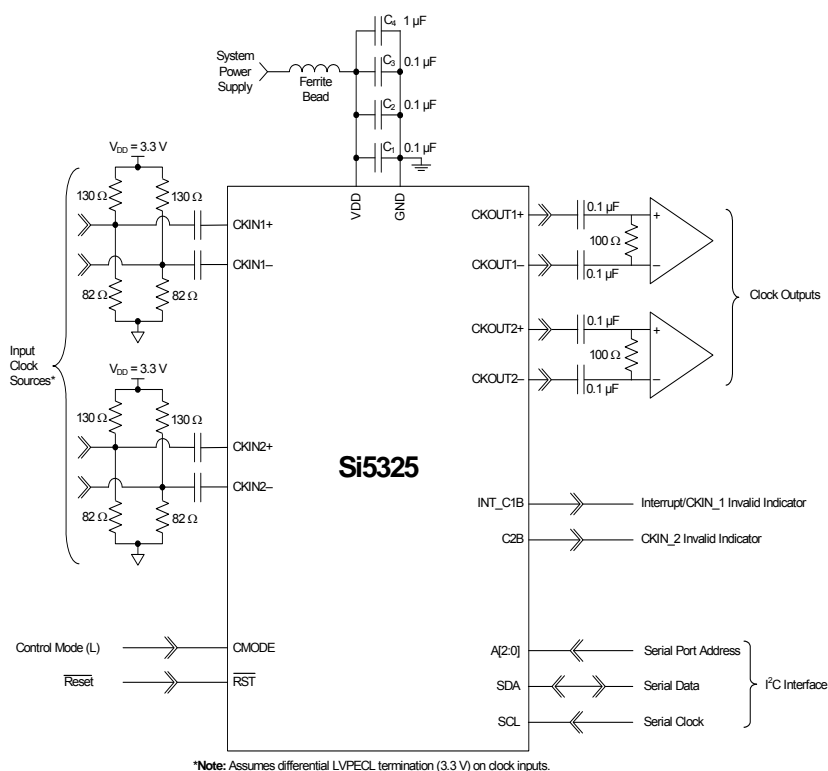 C4 1 µF
System
Power
Supply
Ferrite
Bead
C3 0.1 µF
C2 0.1 µF
C1 0.1 µF
VDD
GND
VDD = 3.3 V
130 Ω
130 Ω
CKIN1+
CKIN1–
82 Ω
82 Ω
Input
Clock
Sources*
VDD = 3.3 V
130 Ω
130 Ω
CKIN2+
CKIN2–
82 Ω
82 Ω
Si5325
CKOUT1+
0.1 µF
+
100 Ω
CKOUT1–
–
0.1 µF
Clock Outputs
CKOUT2+
0.1 µF
+
100 Ω
CKOUT2–
–
0.1 µF
INT_C1B
Interrupt/CKIN_1 Invalid Indicator
C2B
CKIN_2 Invalid Indicator
Control Mode (L)
CMODE
Reset
RST
A[2:0]
Serial Port Address
SDA
Serial Data
SCL
Serial Clock
I²C Interface
*Note: Assumes differential LVPECL termination (3.3 V) on clock inputs.